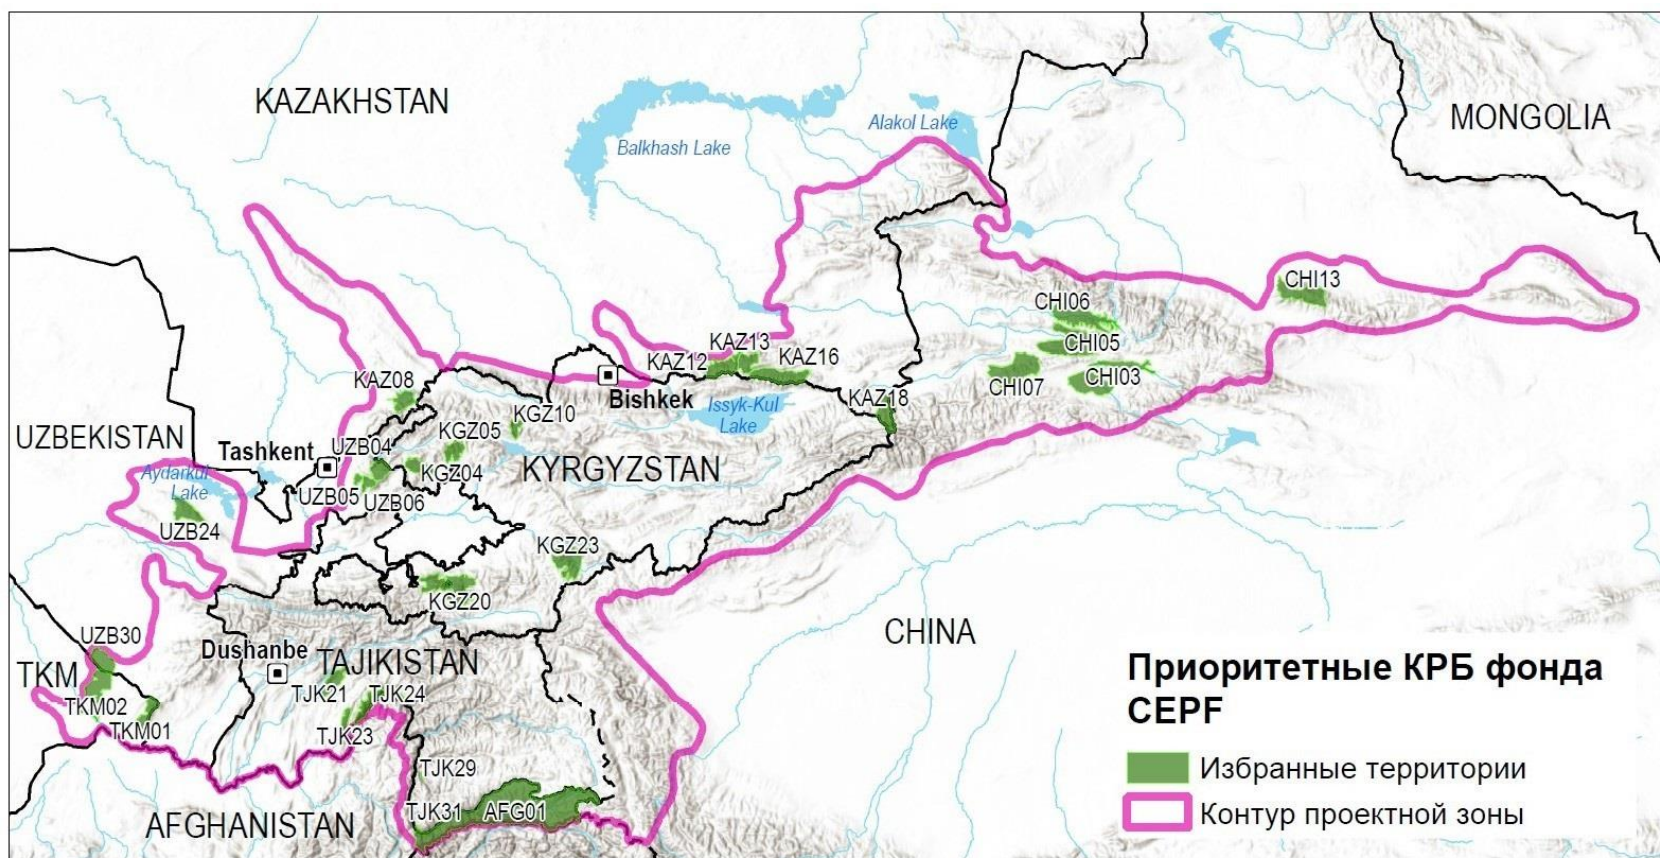 KAZAKHSTAN
MONGOLIA
Alakol Lake
Balkhash Lake
CHI13
CHI06
CHI05
CHI07
CHI03
KAZ13
KAZ12
KAZ16
KAZ08
Bishkek
KAZ18
Issyk-Kul
Lake
KGZ10
KGZ05
UZBEKISTAN
Tashkent
UZB04
KGZ04
KYRGYZSTAN
Aydarkul
Lake
UZB05
UZB06
UZB24
KGZ23
KGZ20
CHINA
UZB30
Dushanbe
TAJIKISTAN
TKM
TJK21
TJK24
TKM02
TKM01
TJK23
TJK29
TJK31
AFG01
AFGHANISTAN
Приоритетные КРБ фонда
CEPF
Избранные территории
Контур проектной зоны